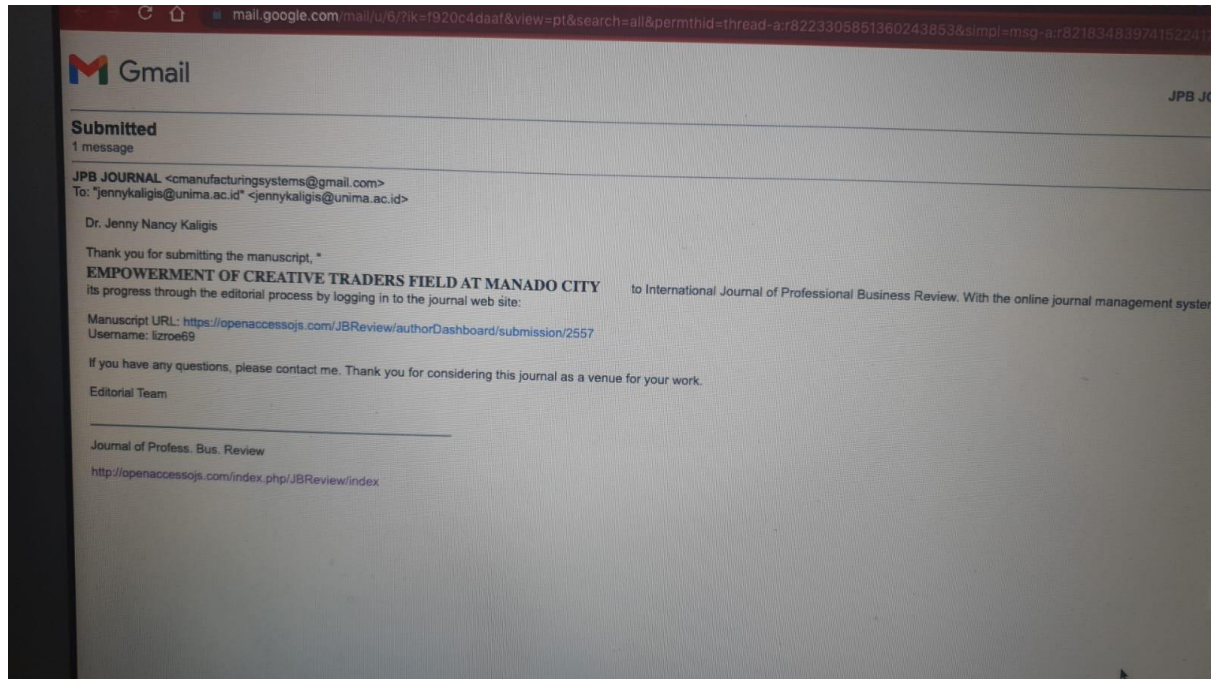 mail.google.com/mail/u/6/?ik=f920c4daaf&view=pt&search=all&permthid=thread-a:r8223305851360243853&simpl=msg-a:r82183483974152241
Gmail
JPB
Submitted
1 message
JPB JOURNAL <cmanufacturingsystems@gmail.com>
To: "jennykaligis@unima.ac.id" <jennykaligis@unima.ac.id>
Dr. Jenny Nancy Kaligis
Thank you for submitting the manuscript, "
EMPOWERMENT OF CREATIVE TRADERS FIELD AT MANADO CITY to International Journal of Professional Business Review. With the online journal management
its progress through the editorial process by logging in to the journal web site:
Manuscript URL: https://openaccessojs.com/JBReview/authorDashboard/submission/2557
Username: lizroe69
If you have any questions, please contact me. Thank you for considering this journal as a venue for your work.
Editorial Team
Journal of Profess. Bus. Review
http://openaccessojs.com/index.php/JBReview/index